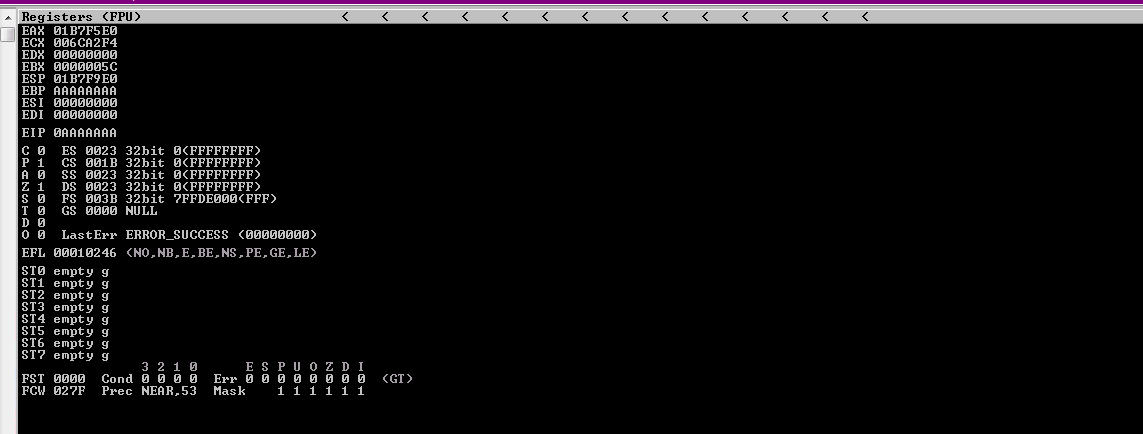 Registers (FPU) < < < < < < < < < < < < < <
EAX 01B7F5E0
ECX 006CA2F4
EDX 00000000
EBX 0000005C
ESP 01B7F9E0
EBP AAAAAAAA
ESI 00000000
EDI 00000000
EIP 0AAAAAAA
C 0 ES 0023 32bit 0(FFFFFFFF)
P 1 CS 001B 32bit 0(FFFFFFFF)
A 0 SS 0023 32bit 0(FFFFFFFF)
Z 1 DS 0023 32bit 0(FFFFFFFF)
S 0 FS 003B 32bit 7FFDE000(FFF)
T 0 GS 0000 NULL
D 0
O 0 LastErr ERROR_SUCCESS (00000000)
EFL 00010246 (NO,NB,E,BE,NS,PE,GE,LE)
ST0 empty g
ST1 empty g
ST2 empty g
ST3 empty g
ST4 empty g
ST5 empty g
ST6 empty g
ST7 empty g
3 2 1 0 E S P U O Z D I
FST 0000 Cond 0 0 0 0 Err 0 0 0 0 0 0 0 0 (GT)
FCW 027F Prec NEAR,53 Mask 1 1 1 1 1 1